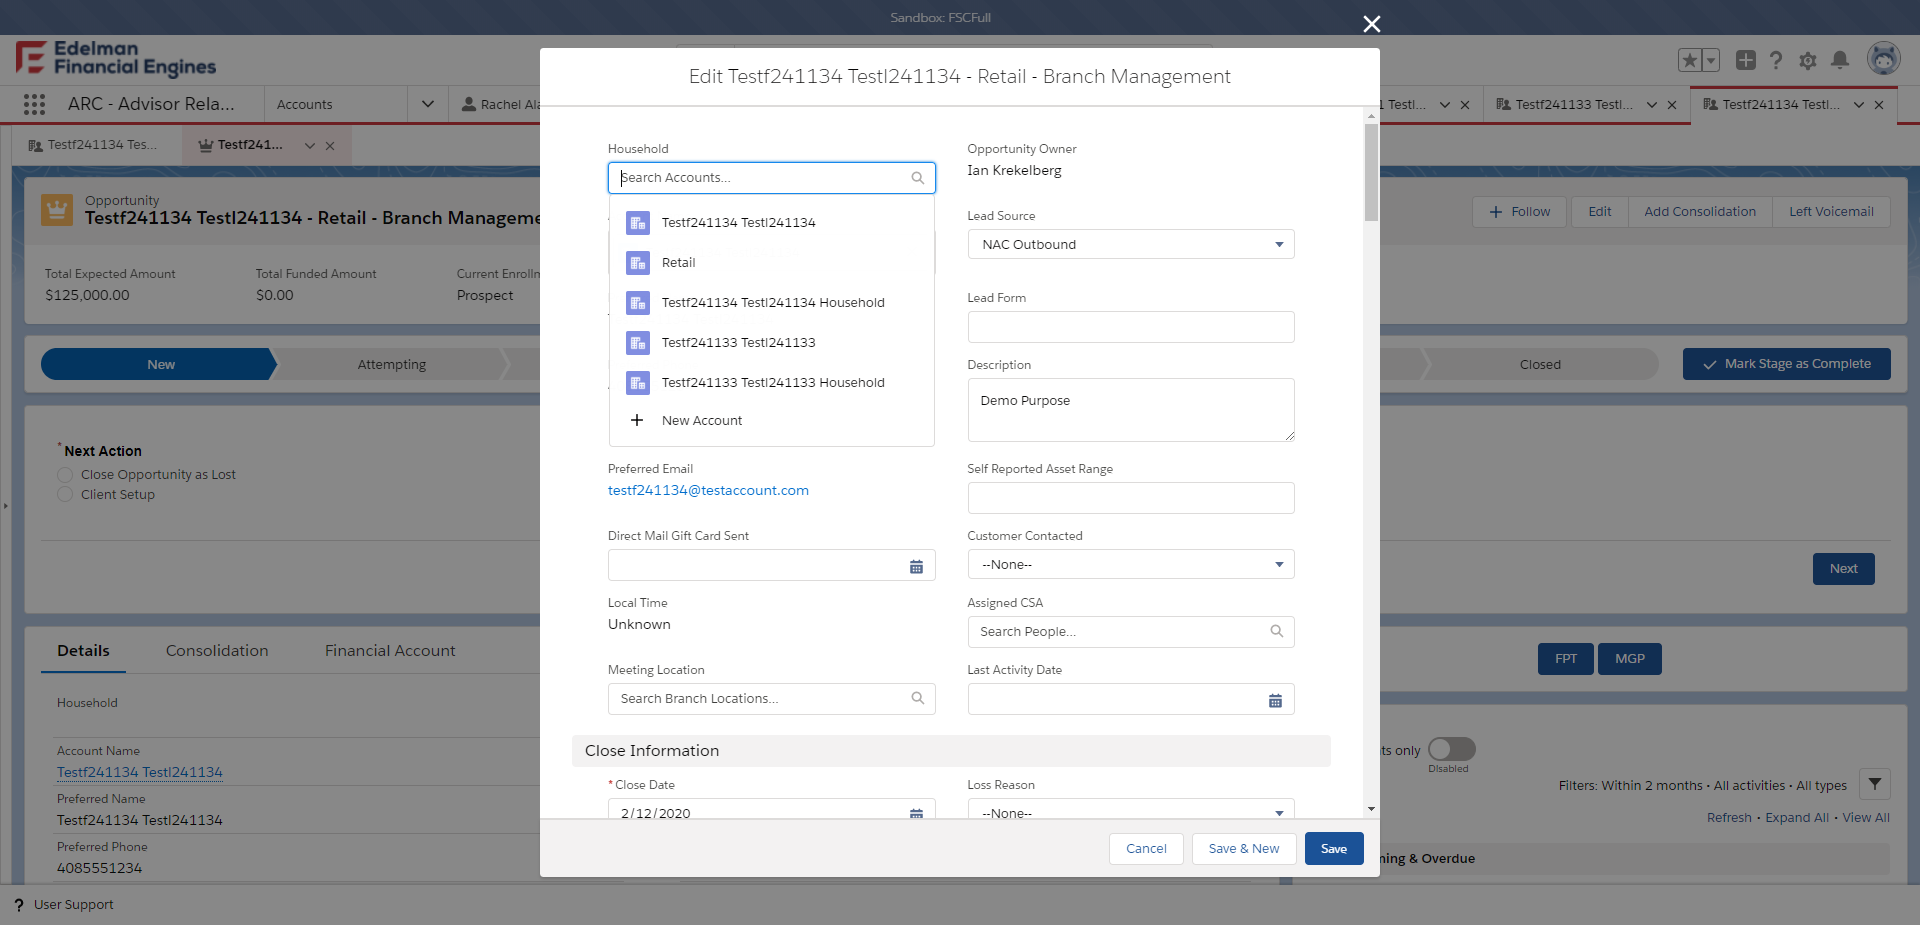 Sandbox: FSCFull
Edelman
Financial Engines
ARC - Advisor Rela...
Accounts
Rachel Ala
1 Testl...
Testf241133 Testl...
Testf241134 Testl...
Testf241134 Tes...
Testf241...
Opportunity
Testf241134 Testl241134 - Retail - Branch Manageme
Follow
Edit
Add Consolidation
Left Voicemail
Total Expected Amount
$125,000.00
Total Funded Amount
$0.00
Current Enrolln
Prospect
New
Attempting
Closed
Mark Stage as Complete
* Next Action
Close Opportunity as Lost
Client Setup
Next
Details
Consolidation
Financial Account
FPT
MGP
Household
Account Name
Testf241134 Testl241134
Preferred Name
Testf241134 Testl241134
Preferred Phone
4085551234
ts only
Disabled
Filters: Within 2 months • All activities • All types
Refresh • Expand All • View All
ning & Overdue
? User Support
Edit Testf241134 Testl241134 - Retail - Branch Management
Household
Search Accounts...
Testf241134 Testl241134
Retail
Testf241134 Testl241134 Household
Testf241133 Testl241133
Testf241133 Testl241133 Household
+ New Account
Opportunity Owner
Ian Krekelberg
Lead Source
NAC Outbound
Lead Form
Description
Demo Purpose
Preferred Email
testf241134@testaccount.com
Self Reported Asset Range
Direct Mail Gift Card Sent
Customer Contacted
--None--
Local Time
Unknown
Assigned CSA
Search People...
Meeting Location
Search Branch Locations...
Last Activity Date
Close Information
* Close Date
2/12/2020
Loss Reason
--None--
Cancel
Save & New
Save